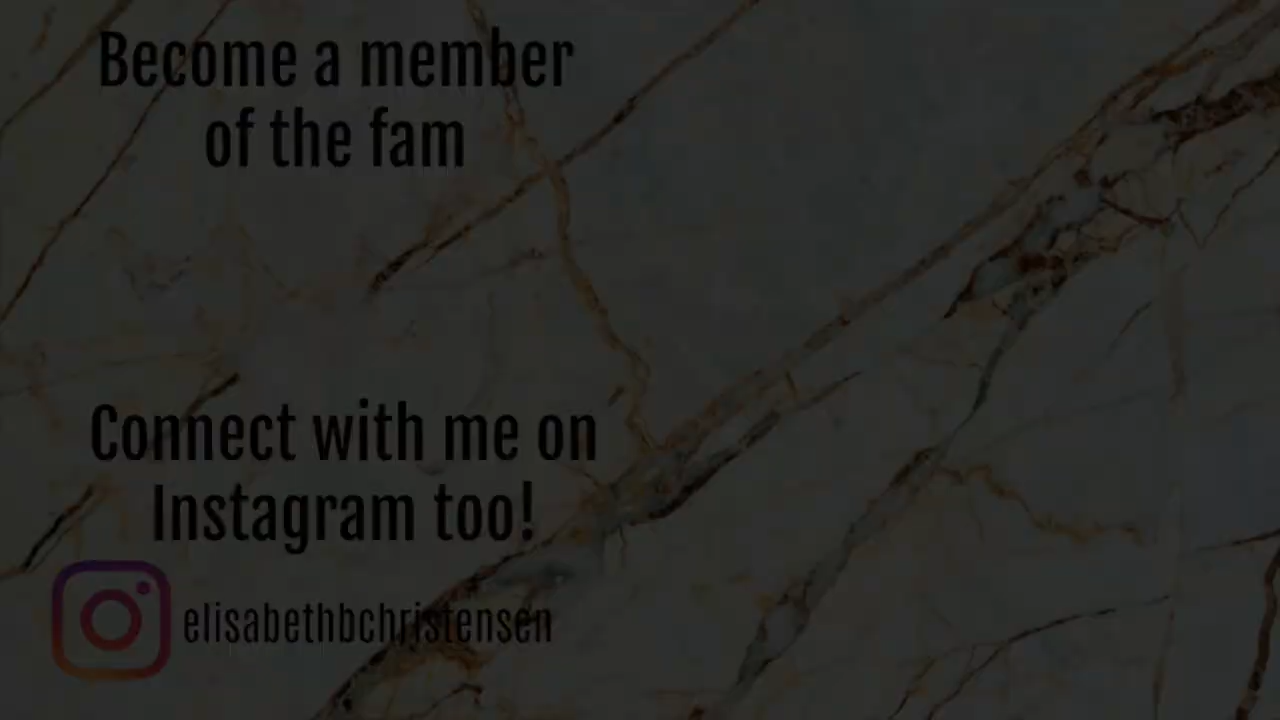 Become a member
of the fam
Connect with me on
Instagram too!
elisabethbchristensen